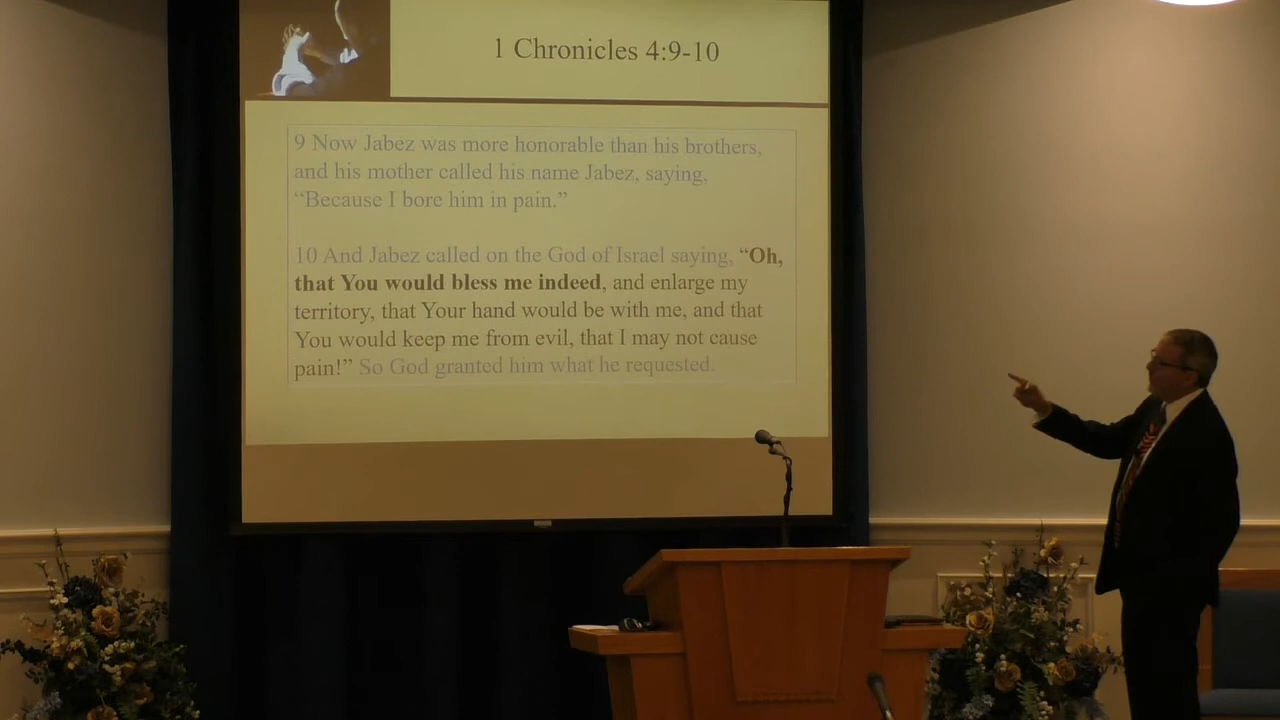 1 Chronicles 4:9-10
9 Now Jabez was more honorable than his brothers,
and his mother called his name Jabez, saying,
“Because I bore him in pain.”
10 And Jabez called on the God of Israel saying, “Oh,
that You would bless me indeed, and enlarge my
territory, that Your hand would be with me, and that
You would keep me from evil, that I may not cause
pain!” So God granted him what he requested.